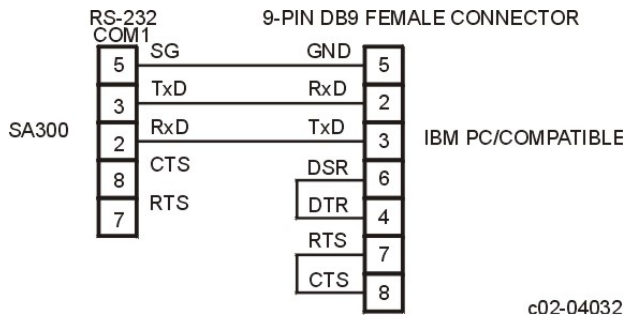 RS-232
COM1
9-PIN DB9 FEMALE CONNECTOR
5 SG GND 5
3 TxD RxD 2
SA300
2 RxD TxD 3
IBM PC/COMPATIBLE
8 CTS DSR 6
7 RTS DTR 4
RTS 7
CTS 8
c02-04032